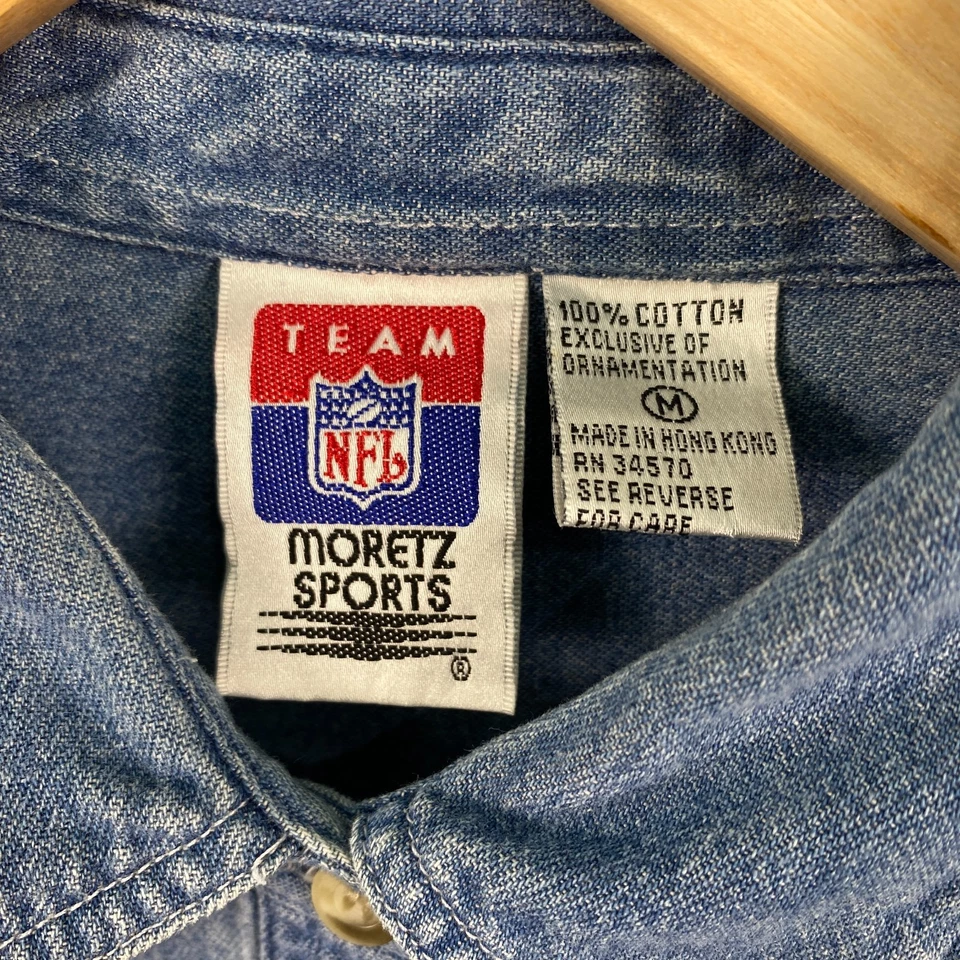 TEAM
NFL
MORETZ
SPORTS
®
100% COTTON
EXCLUSIVE OF
ORNAMENTATION
M
MADE IN HONG KONG
RN 34570
SEE REVERSE
FOR CARE